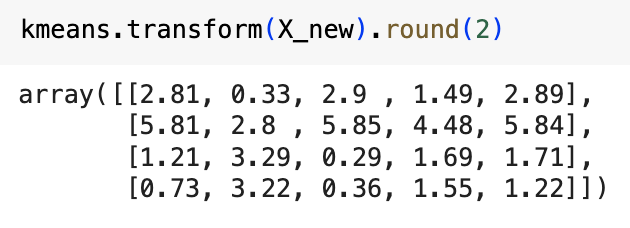 kmeans.transform(X_new).round(2)
array([[2.81, 0.33, 2.9 , 1.49, 2.89],
       [5.81, 2.8 , 5.85, 4.48, 5.84],
       [1.21, 3.29, 0.29, 1.69, 1.71],
       [0.73, 3.22, 0.36, 1.55, 1.22]])